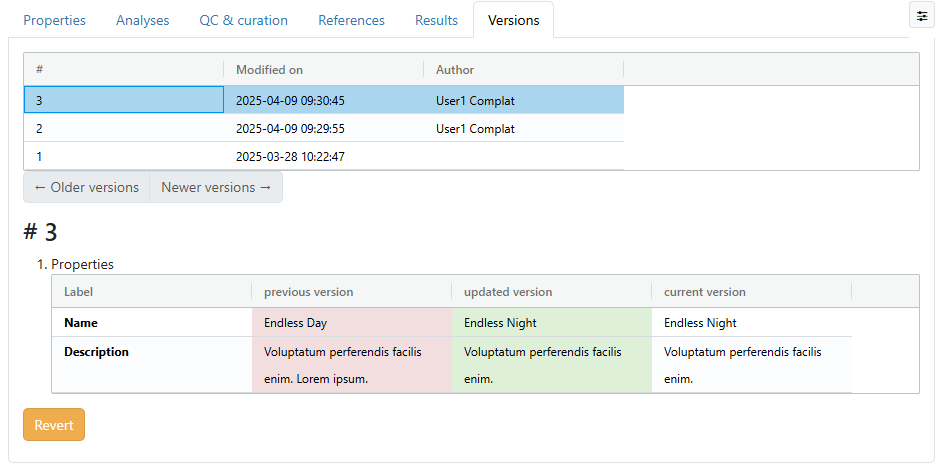 Properties Analyses QC & curation References Results Versions
# Modified on Author
3 2025-04-09 09:30:45 User1 Complat
2 2025-04-09 09:29:55 User1 Complat
1 2025-03-28 10:22:47
← Older versions Newer versions →
# 3
1. Properties
Label previous version updated version current version
Name Endless Day Endless Night Endless Night
Description Voluptatum perferendis facilis Voluptatum perferendis facilis Voluptatum perferendis facilis
enim. Lorem ipsum. enim. enim.
Revert